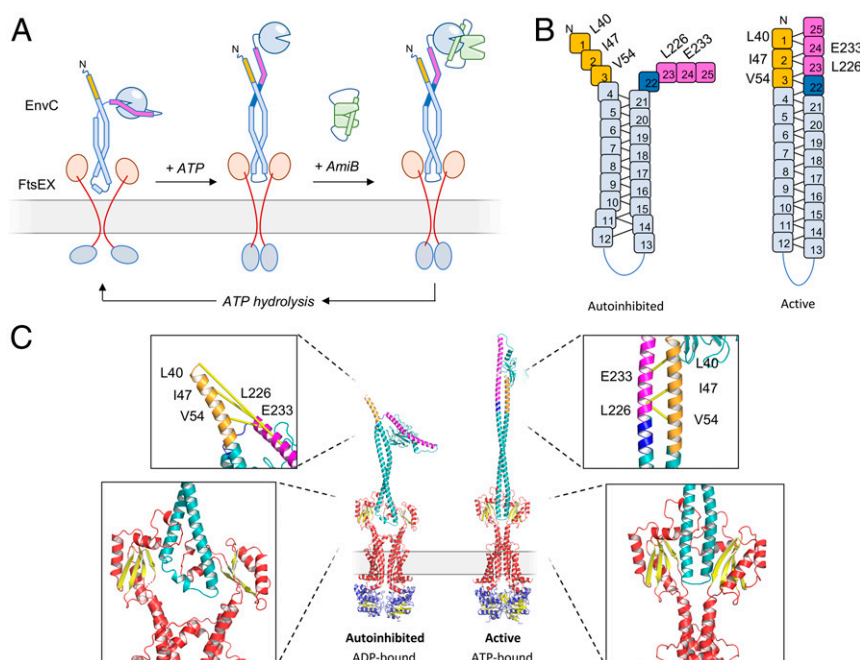 A
N
N
N
EnvC
FtsEX
+ ATP
+ AmiB
ATP hydrolysis
B
N L40
I47
V54
L226
E233
1
2
3
4
5
6
7
8
9
10
11
12
13
14
15
16
17
18
19
20
21
22
23 24 25
Autoinhibited
N
L40
I47
V54
E233
L226
1
2
3
4
5
6
7
8
9
10
11
12
25
24
23
22
21
20
19
18
17
16
15
14
13
Active
C
L40
I47
V54
L226
E233
E233
L226
L40
I47
V54
Autoinhibited
ADP-bound
Active
ATP-bound